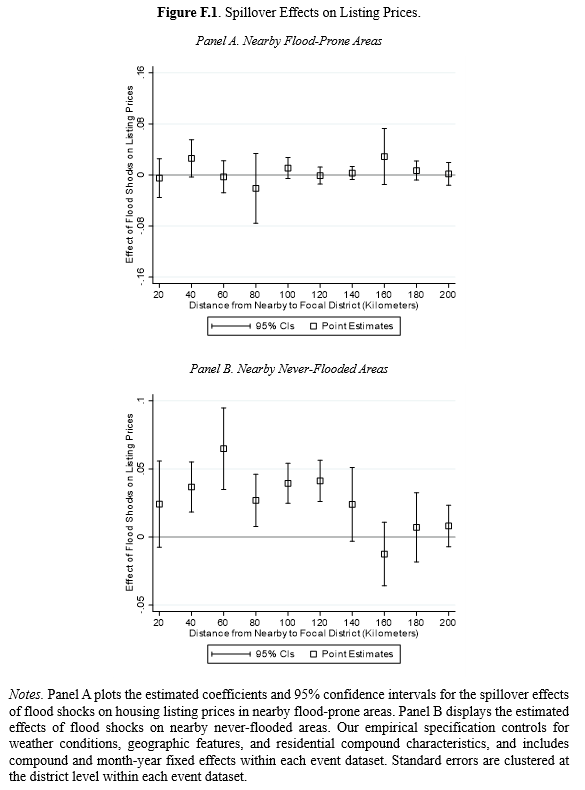 Figure F.1. Spillover Effects on Listing Prices.
Panel A. Nearby Flood-Prone Areas
Effect of Flood Shocks on Listing Prices
.16
.08
0
-.08
-.16
20 40 60 80 100 120 140 160 180 200
Distance from Nearby to Focal District (Kilometers)
95% CIs Point Estimates
Panel B. Nearby Never-Flooded Areas
Effect of Flood Shocks on Listing Prices
.1
.05
0
-.05
20 40 60 80 100 120 140 160 180 200
Distance from Nearby to Focal District (Kilometers)
95% CIs Point Estimates
Notes. Panel A plots the estimated coefficients and 95% confidence intervals for the spillover effects
of flood shocks on housing listing prices in nearby flood-prone areas. Panel B displays the estimated
effects of flood shocks on nearby never-flooded areas. Our empirical specification controls for
weather conditions, geographic features, and residential compound characteristics, and includes
compound and month-year fixed effects within each event dataset. Standard errors are clustered at
the district level within each event dataset.